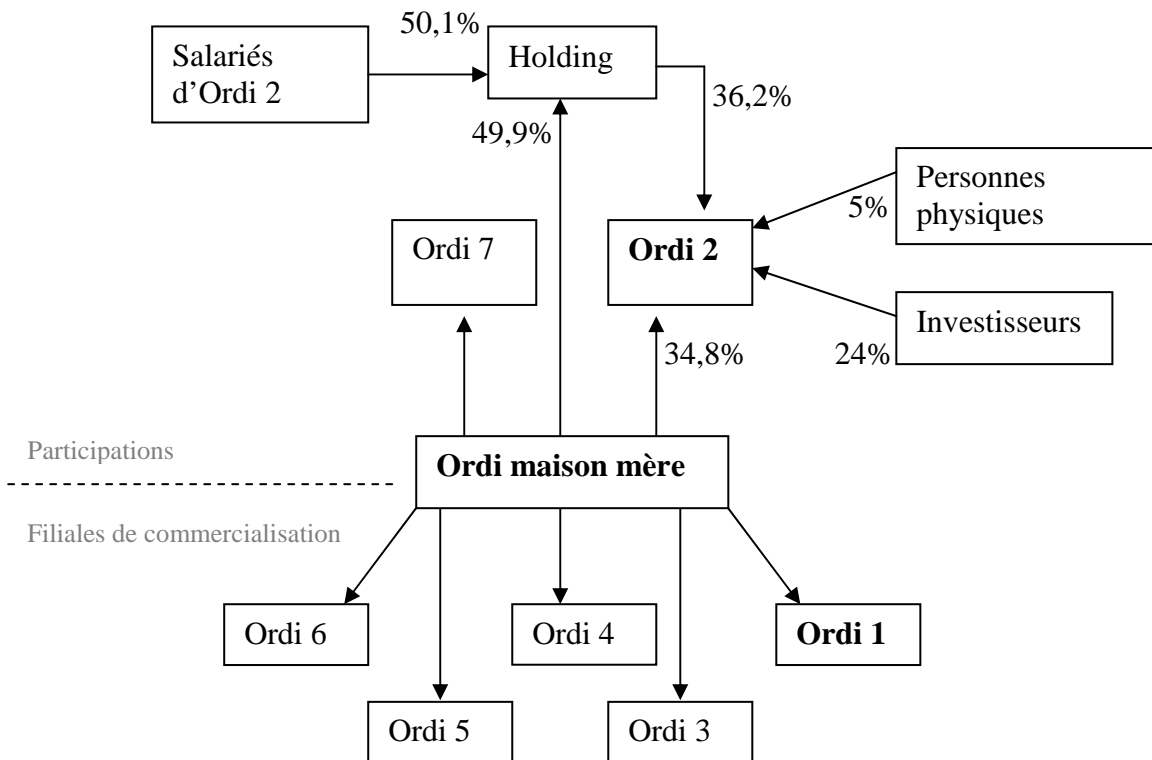 50,1%
Salariés
d'Ordi 2
Holding
36,2%
49,9%
Personnes
physiques
5%
Ordi 7
Ordi 2
Investisseurs
24%
34,8%
Participations
Ordi maison mère
Filiales de commercialisation
Ordi 6
Ordi 4
Ordi 1
Ordi 5
Ordi 3